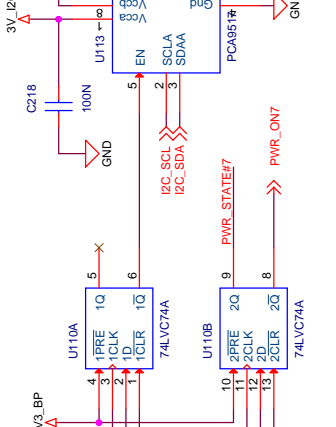 3V_I2
Vccb
Vcca
8
1
Gnd
GN
U113
PCA951
EN
SCLA
SDAA
5
2
3
C218
100N
GND
I2C_SCL
I2C_SDA
PWR_STATE#7
PWR_ON7
U110A
1PRE
1CLK
1D
1CLR
1Q
1Q
4
3
2
1
5
6
74LVC74A
U110B
2PRE
2CLK
2D
2CLR
2Q
2Q
10
11
12
13
9
8
74LVC74A
V3_BP